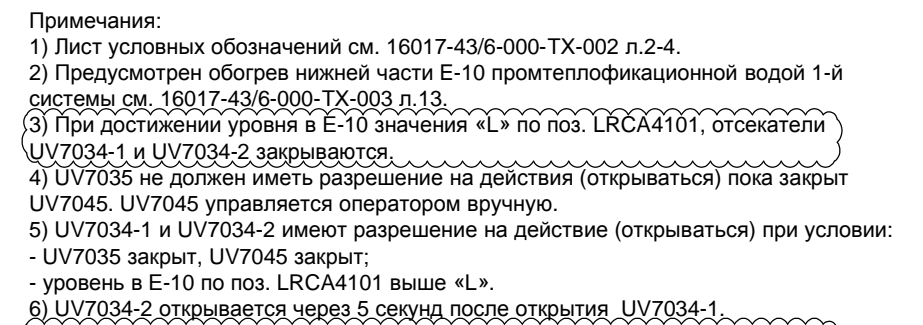 Примечания:
1) Лист условных обозначений см. 16017-43/6-000-ТХ-002 л.2-4.
2) Предусмотрен обогрев нижней части Е-10 промтеплофикационной водой 1-й
системы см. 16017-43/6-000-ТХ-003 л.13.
3) При достижении уровня в Е-10 значения «L» по поз. LRCA4101, отсекатели
UV7034-1 и UV7034-2 закрываются.
4) UV7035 не должен иметь разрешение на действия (открываться) пока закрыт
UV7045. UV7045 управляется оператором вручную.
5) UV7034-1 и UV7034-2 имеют разрешение на действие (открываться) при условии:
- UV7035 закрыт, UV7045 закрыт;
- уровень в Е-10 по поз. LRCA4101 выше «L».
6) UV7034-2 открывается через 5 секунд после открытия UV7034-1.